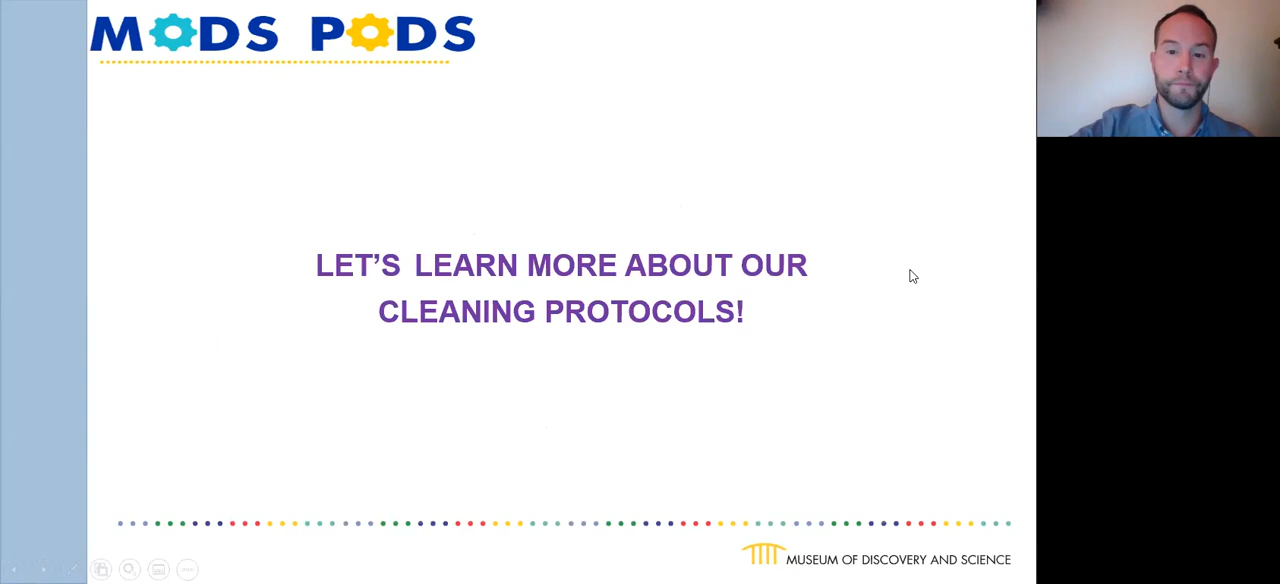 MODS PODS
LET’S LEARN MORE ABOUT OUR
CLEANING PROTOCOLS!
MUSEUM OF DISCOVERY AND SCIENCE